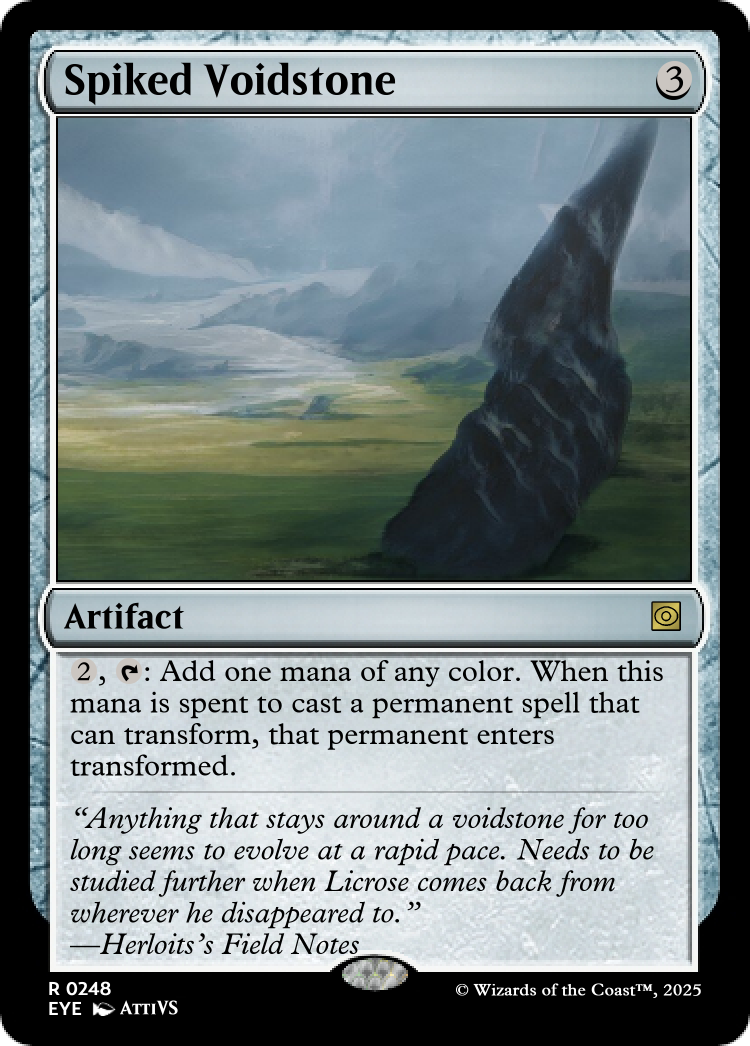 Spiked Voidstone 3
Artifact
2, : Add one mana of any color. When this
mana is spent to cast a permanent spell that
can transform, that permanent enters
transformed.
“Anything that stays around a voidstone for too
long seems to evolve at a rapid pace. Needs to be
studied further when Licrose comes back from
wherever he disappeared to.”
—Herloits’s Field Notes
R 0248
EYE AttiVS
© Wizards of the Coast™, 2025